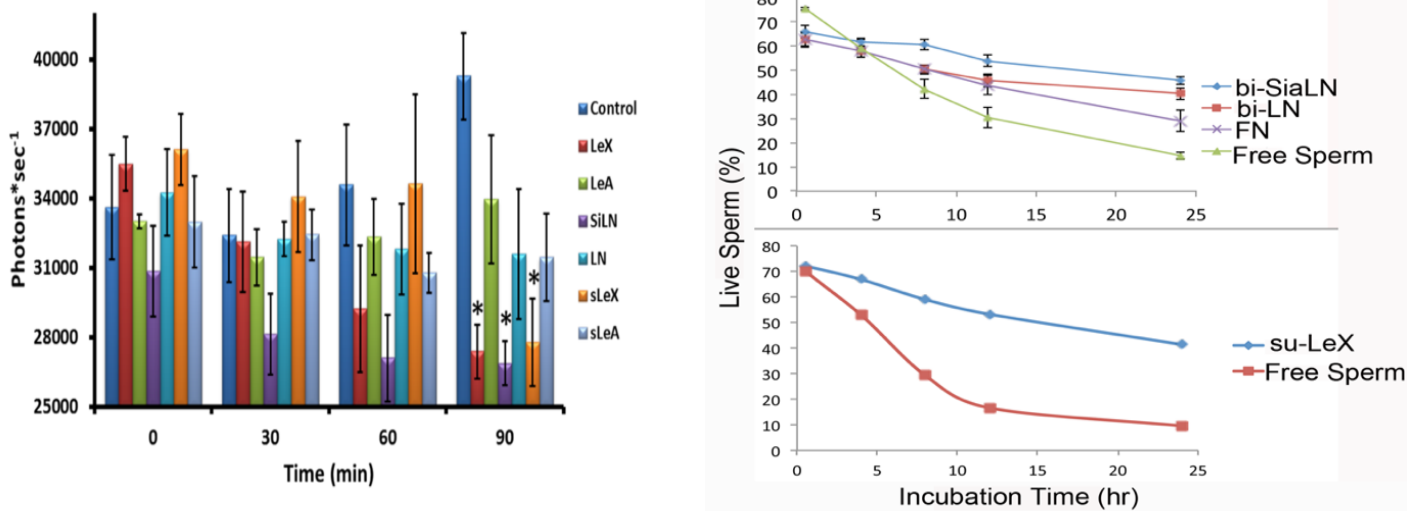 40000
37000
34000
31000
28000
25000
Photons*sec-1
0 30 60 90
Time (min)
*
*
*
Control
LeX
LeA
SiLN
LN
sLeX
sLeA
80
70
60
50
40
30
20
10
0
0 5 10 15 20 25
bi-SiaLN
bi-LN
FN
Free Sperm
Live Sperm (%)
80
70
60
50
40
30
20
10
0
0 5 10 15 20 25
su-LeX
Free Sperm
Incubation Time (hr)